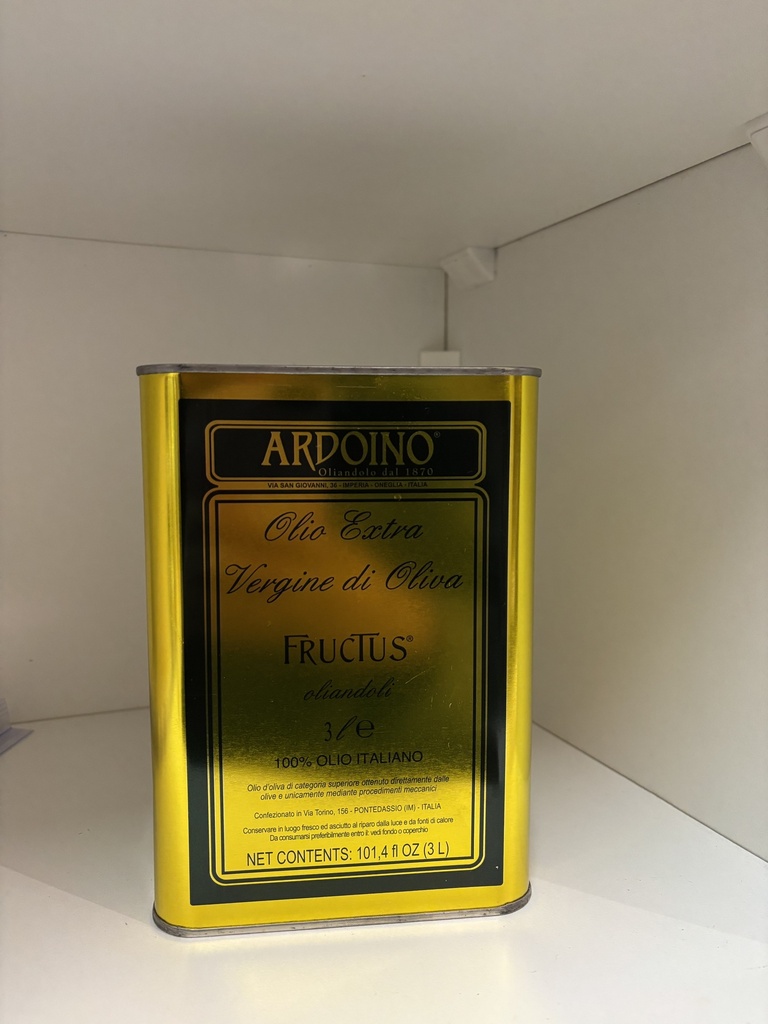 ARDOINO®
Oliandolo dal 1870
VIA SAN GIOVANNI, 36 - IMPERIA - ONEGLIA - ITALIA
Olio Extra
Vergine di Oliva
FRUCTUS®
oliandoli
3 l e
100% OLIO ITALIANO
Olio d'oliva di categoria superiore ottenuto direttamente dalle
olive e unicamente mediante procedimenti meccanici
Confezionato in Via Torino, 156 - PONTEDASSIO (IM) - ITALIA
Conservare in luogo fresco ed asciutto al riparo dalla luce e da fonti di calore
Da consumarsi preferibilmente entro il: vedi fondo o coperchio
NET CONTENTS: 101,4 fl OZ (3 L)